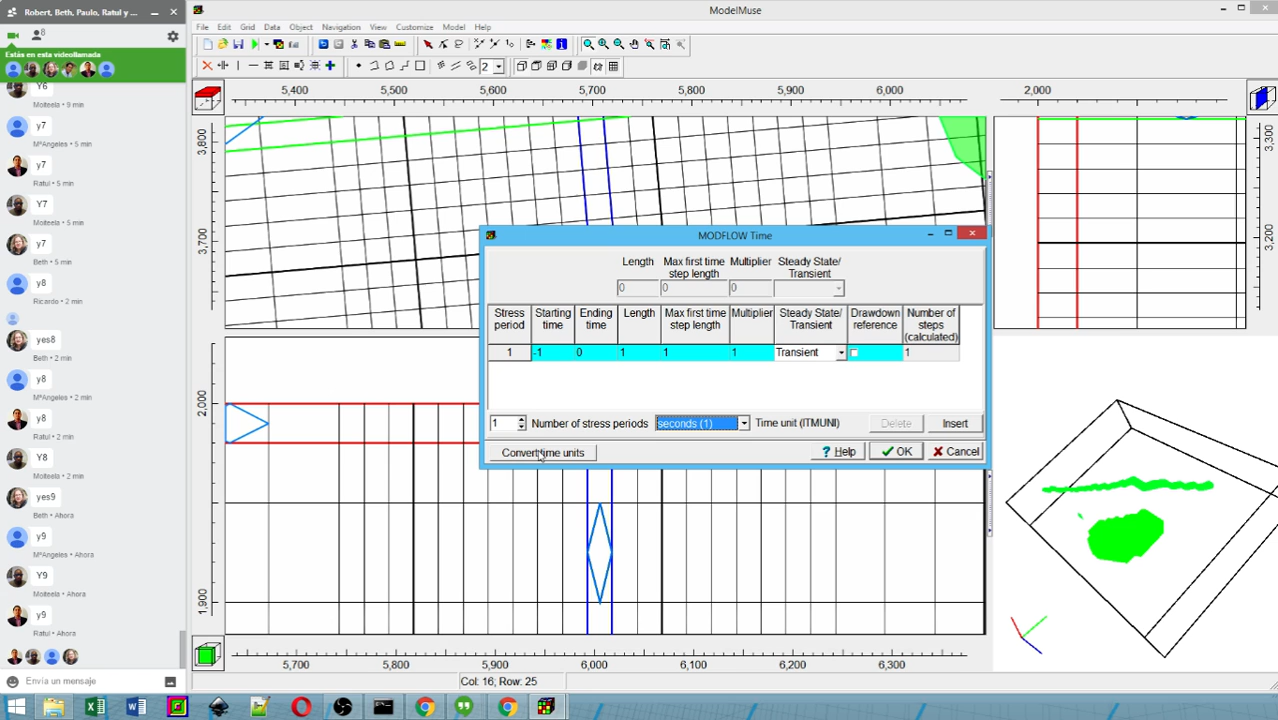 Robert, Beth, Paulo, Ratul y ...
8
Estás en esta videollamada
Y6
Moiteela • 9 min
y7
MªAngeles • 5 min
y7
Ratul • 5 min
Y7
Moiteela • 5 min
y7
Beth • 5 min
y8
Ricardo • 2 min
yes8
Beth • 2 min
y8
MªAngeles • 2 min
y8
Ratul • 2 min
Y8
Moiteela • 2 min
yes9
Beth • Ahora
y9
MªAngeles • Ahora
Y9
Moiteela • Ahora
y9
Ratul • Ahora
Envía un mensaje
ModelMuse
File Edit Grid Data Object Navigation View Customize Model Help
2
5,400 5,500 5,600 5,700 5,800 5,900 6,000
2,000
3,800
3,700
3,300
3,200
MODFLOW Time
Length Max first time step length Multiplier Steady State/ Transient
0 0 0
Stress period Starting time Ending time Length Max first time step length Multiplier Steady State/ Transient Drawdown reference Number of steps (calculated)
1 -1 0 1 1 1 Transient 1
1 Number of stress periods seconds (1) Time unit (ITMUNI) Delete Insert
Convert time units Help OK Cancel
2,000
1,900
5,700 5,800 5,900 6,000 6,100 6,200 6,300
Col: 16; Row: 25